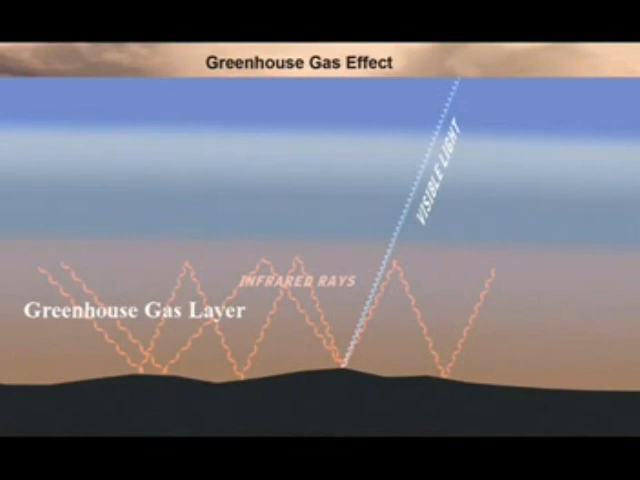 Greenhouse Gas Effect
VISIBLE LIGHT
INFRARED RAYS
Greenhouse Gas Layer